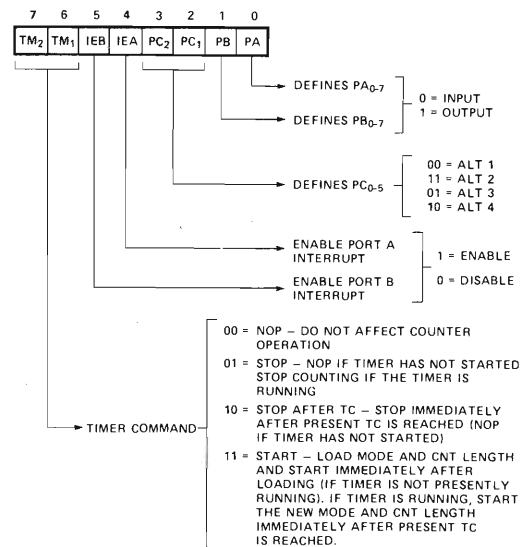 7 6 5 4 3 2 1 0
TM2 TM1 IEB IEA PC2 PC1 PB PA
DEFINES PA0-7
DEFINES PB0-7
0 = INPUT
1 = OUTPUT
DEFINES PC0-5
00 = ALT 1
11 = ALT 2
01 = ALT 3
10 = ALT 4
ENABLE PORT A
INTERRUPT
ENABLE PORT B
INTERRUPT
1 = ENABLE
0 = DISABLE
TIMER COMMAND
00 = NOP – DO NOT AFFECT COUNTER
OPERATION
01 = STOP – NOP IF TIMER HAS NOT STARTED
STOP COUNTING IF THE TIMER IS
RUNNING
10 = STOP AFTER TC – STOP IMMEDIATELY
AFTER PRESENT TC IS REACHED (NOP
IF TIMER HAS NOT STARTED)
11 = START – LOAD MODE AND CNT LENGTH
AND START IMMEDIATELY AFTER
LOADING (IF TIMER IS NOT PRESENTLY
RUNNING). IF TIMER IS RUNNING, START
THE NEW MODE AND CNT LENGTH
IMMEDIATELY AFTER PRESENT TC
IS REACHED.